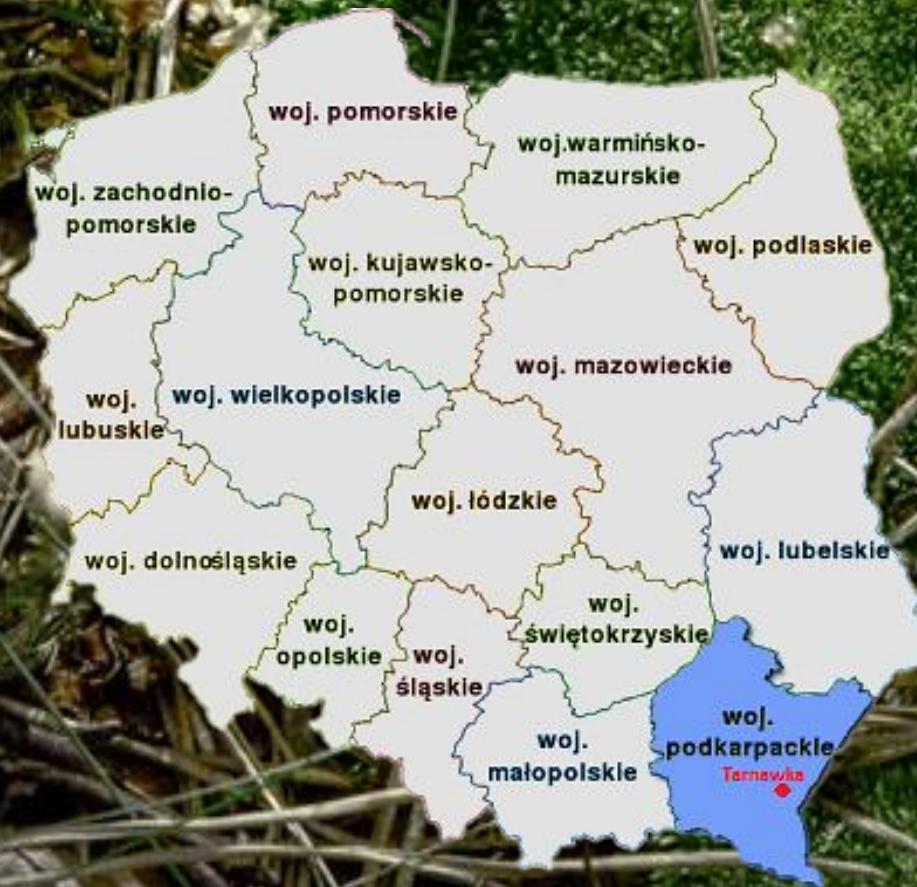 woj. pomorskie
woj.warmińsko-
mazurskie
woj. zachodnio-
pomorskie
woj. podlaskie
woj. kujawsko-
pomorskie
woj. mazowieckie
woj. wielkopolskie
woj.
lubuskie
woj. łódzkie
woj. lubelskie
woj. dolnośląskie
woj.
świętokrzyskie
woj.
opolskie
woj.
śląskie
woj.
podkarpackie
Tarnawka
woj.
małopolskie